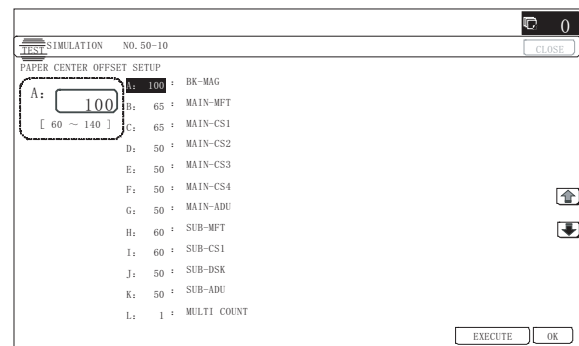 0
TEST SIMULATION NO. 50-10 CLOSE
PAPER CENTER OFFSET SETUP
A: 100
[ 60 ～ 140 ]
A: 100 : BK-MAG
B: 65 : MAIN-MFT
C: 65 : MAIN-CS1
D: 50 : MAIN-CS2
E: 50 : MAIN-CS3
F: 50 : MAIN-CS4
G: 50 : MAIN-ADU
H: 60 : SUB-MFT
I: 60 : SUB-CS1
J: 50 : SUB-DSK
K: 50 : SUB-ADU
L: 1 : MULTI COUNT
EXECUTE OK